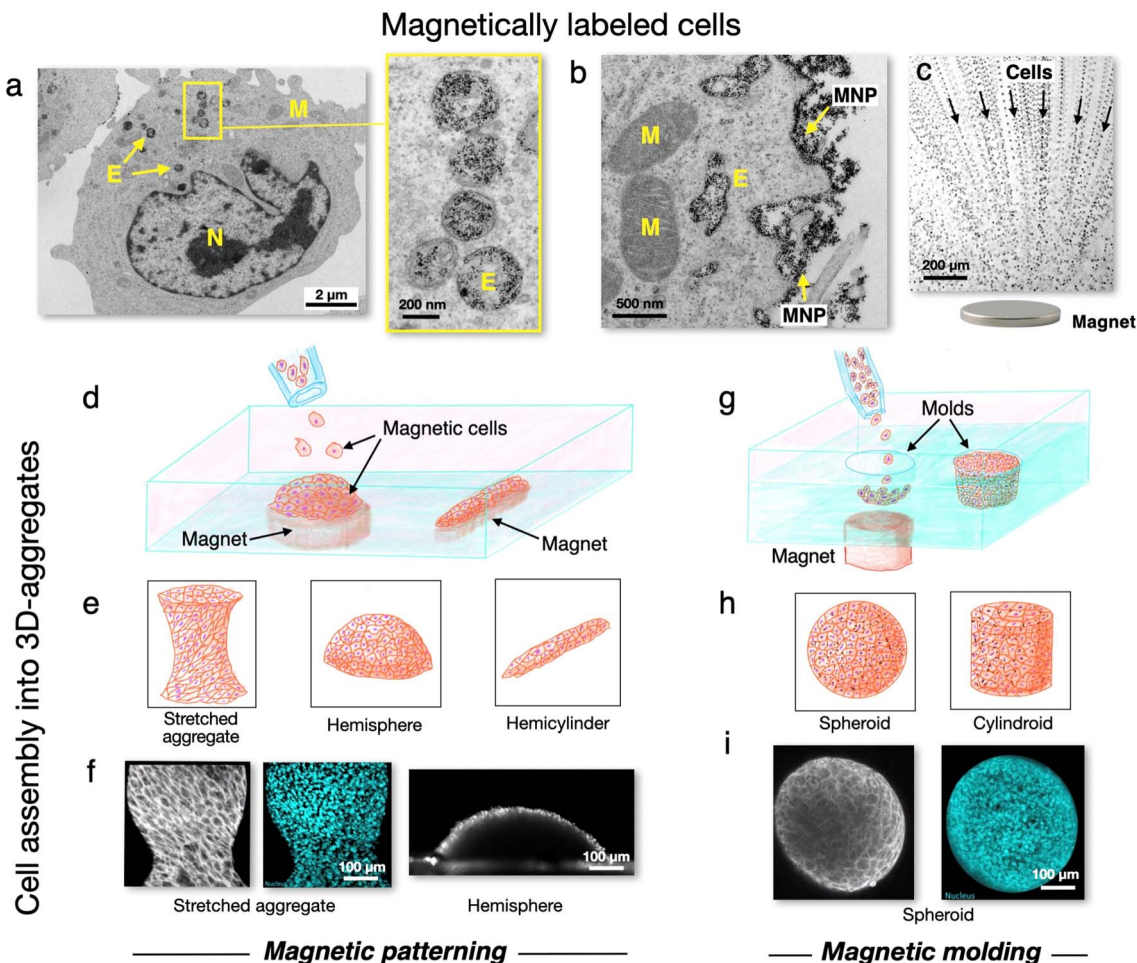 Magnetically labeled cells
a
M
E
N
2 µm
E
200 nm
b
MNP
M
E
M
MNP
500 nm
c
Cells
200 µm
Magnet
Cell assembly into 3D-aggregates
d
Magnetic cells
Magnet
Magnet
e
Stretched
aggregate
Hemisphere
Hemicylinder
f
Nucleus
100 µm
100 µm
Stretched aggregate
Hemisphere
Magnetic patterning
g
Molds
Magnet
h
Spheroid
Cylindroid
i
Nucleus
100 µm
Spheroid
Magnetic molding